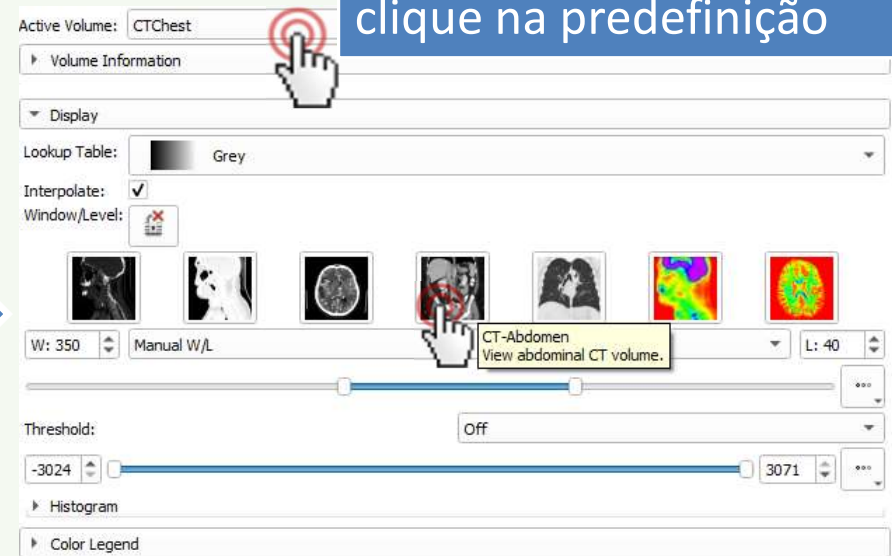 clique na predefinição
Active Volume: CTChest
Volume Information
Display
Lookup Table: Grey
Interpolate:
Window/Level:
CT-Abdomen
View abdominal CT volume.
W: 350 Manual W/L L: 40
Threshold: Off
-3024 3071
Histogram
Color Legend